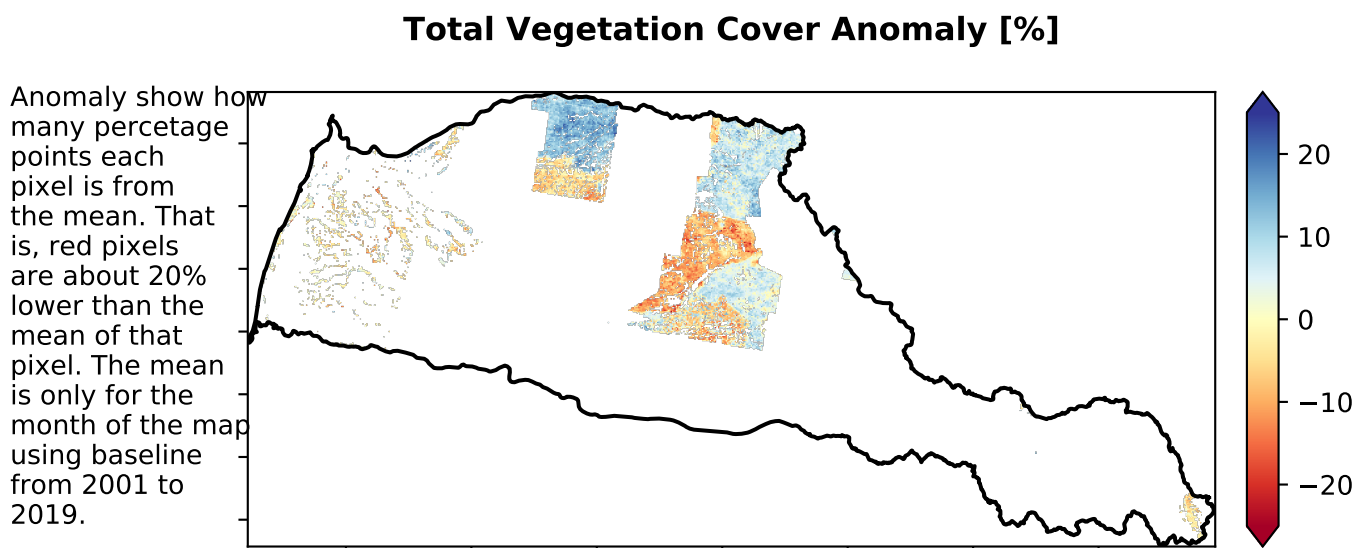 Total Vegetation Cover Anomaly [%]
Anomaly show how
many percetage
points each
pixel is from
the mean. That
is, red pixels
are about 20%
lower than the
mean of that
pixel. The mean
is only for the
month of the map
using baseline
from 2001 to
2019.
20
10
0
−10
−20